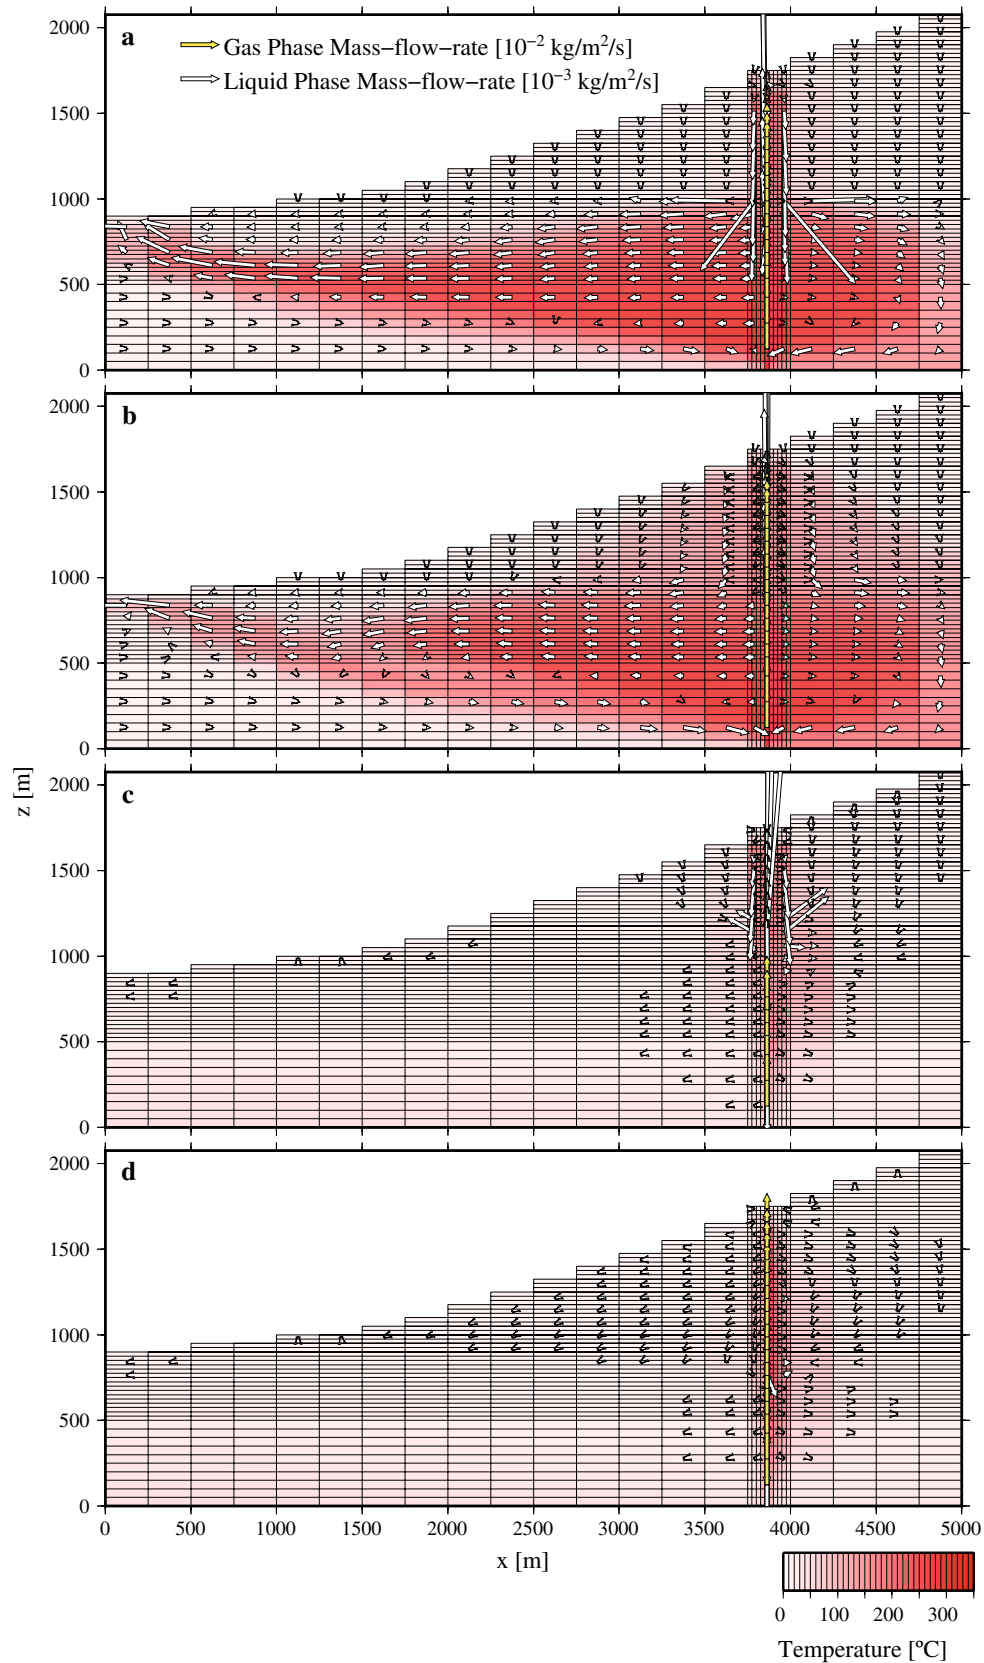 a
Gas Phase Mass-flow-rate [10⁻² kg/m²/s]
Liquid Phase Mass-flow-rate [10⁻³ kg/m²/s]
2000
1500
1000
500
0
b
2000
1500
1000
500
0
z [m]
c
2000
1500
1000
500
0
d
2000
1500
1000
500
0
0 500 1000 1500 2000 2500 3000 3500 4000 4500 5000
x [m]
0 100 200 300
Temperature [ºC]